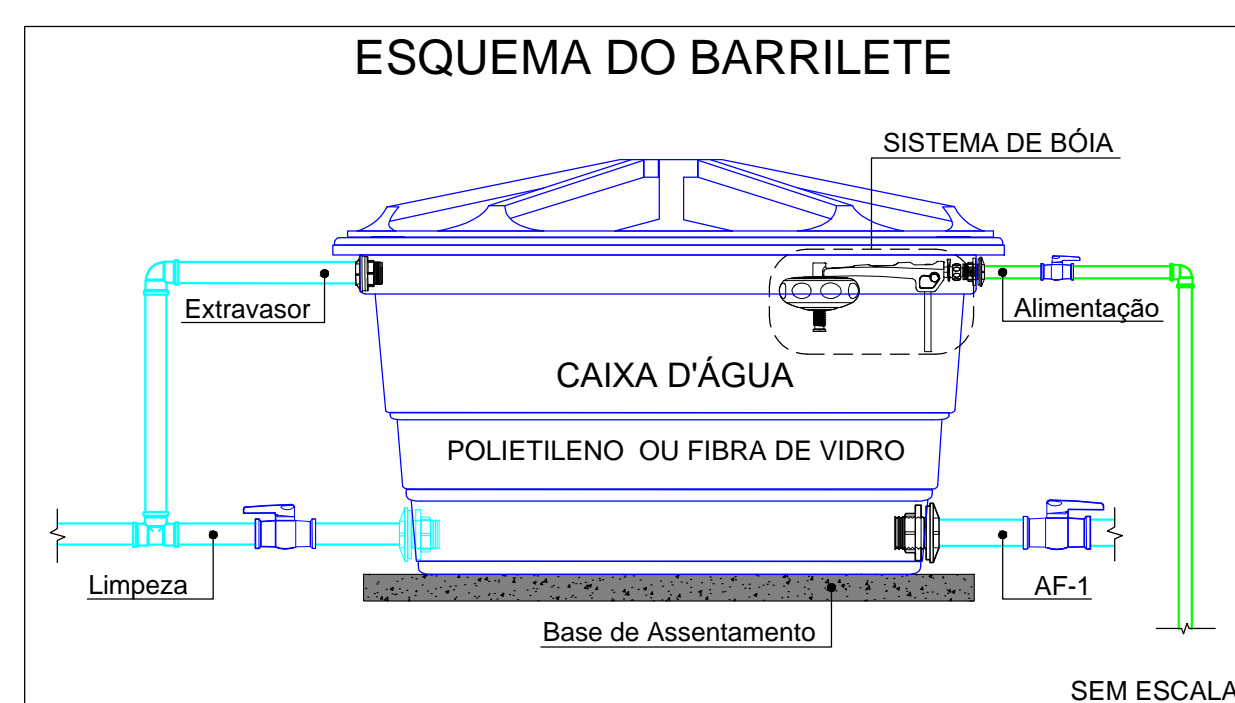 ESQUEMA DO BARRILETE
SISTEMA DE BÓIA
Extravasor
Alimentação
CAIXA D'ÁGUA
POLIETILENO OU FIBRA DE VIDRO
Limpeza
AF-1
Base de Assentamento
SEM ESCALA